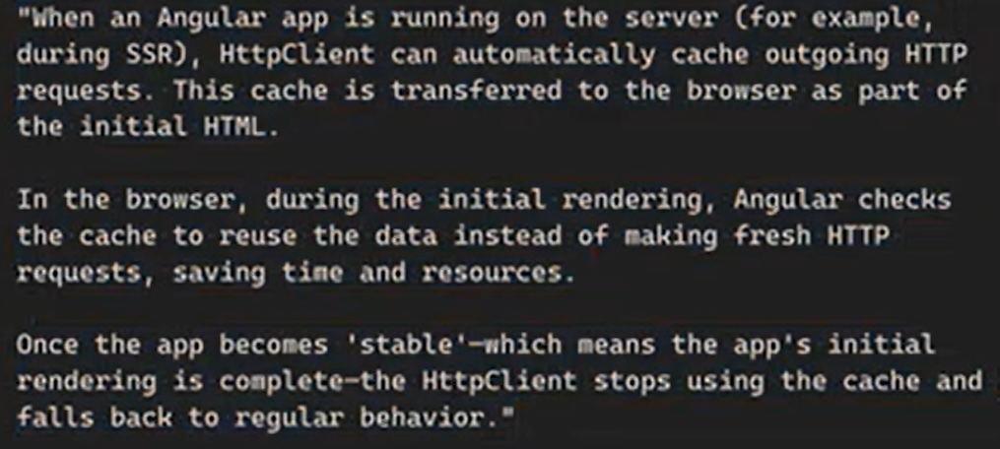 "When an Angular app is running on the server (for example,
during SSR), HttpClient can automatically cache outgoing HTTP
requests. This cache is transferred to the browser as part of
the initial HTML.
In the browser, during the initial rendering, Angular checks
the cache to reuse the data instead of making fresh HTTP
requests, saving time and resources.
Once the app becomes 'stable'—which means the app's initial
rendering is complete—the HttpClient stops using the cache and
falls back to regular behavior."